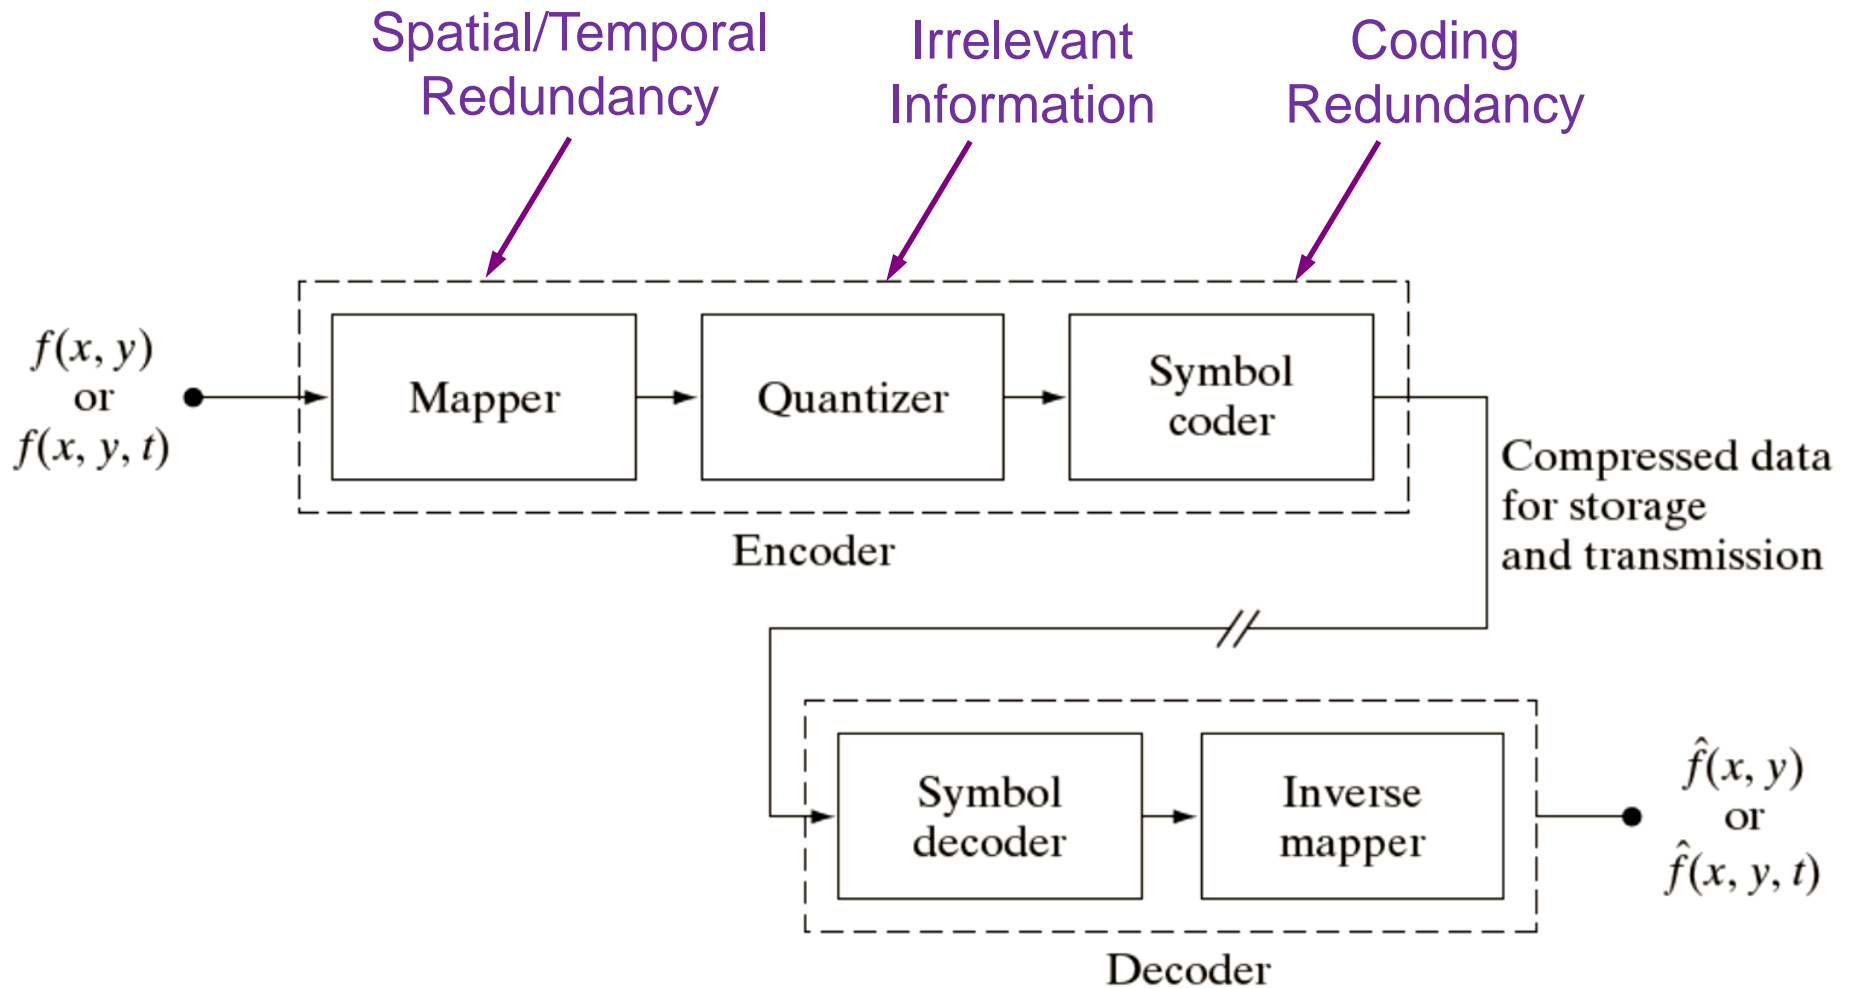 Spatial/Temporal
Redundancy
Irrelevant
Information
Coding
Redundancy
f(x, y)
or
f(x, y, t)
Mapper
Quantizer
Symbol
coder
Compressed data
for storage
and transmission
Encoder
Symbol
decoder
Inverse
mapper
f̂(x, y)
or
f̂(x, y, t)
Decoder